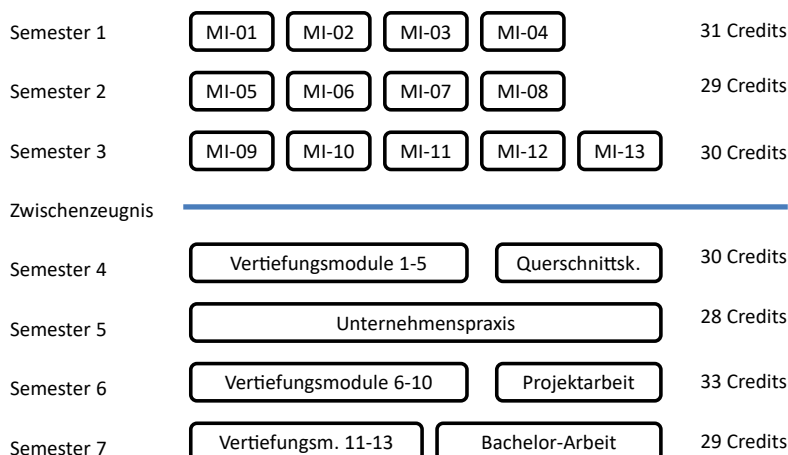 Semester 1 MI-01 MI-02 MI-03 MI-04 31 Credits
Semester 2 MI-05 MI-06 MI-07 MI-08 29 Credits
Semester 3 MI-09 MI-10 MI-11 MI-12 MI-13 30 Credits
Zwischenzeugnis
Semester 4 Vertiefungsmodule 1-5 Querschnittsk. 30 Credits
Semester 5 Unternehmenspraxis 28 Credits
Semester 6 Vertiefungsmodule 6-10 Projektarbeit 33 Credits
Semester 7 Vertiefungsm. 11-13 Bachelor-Arbeit 29 Credits